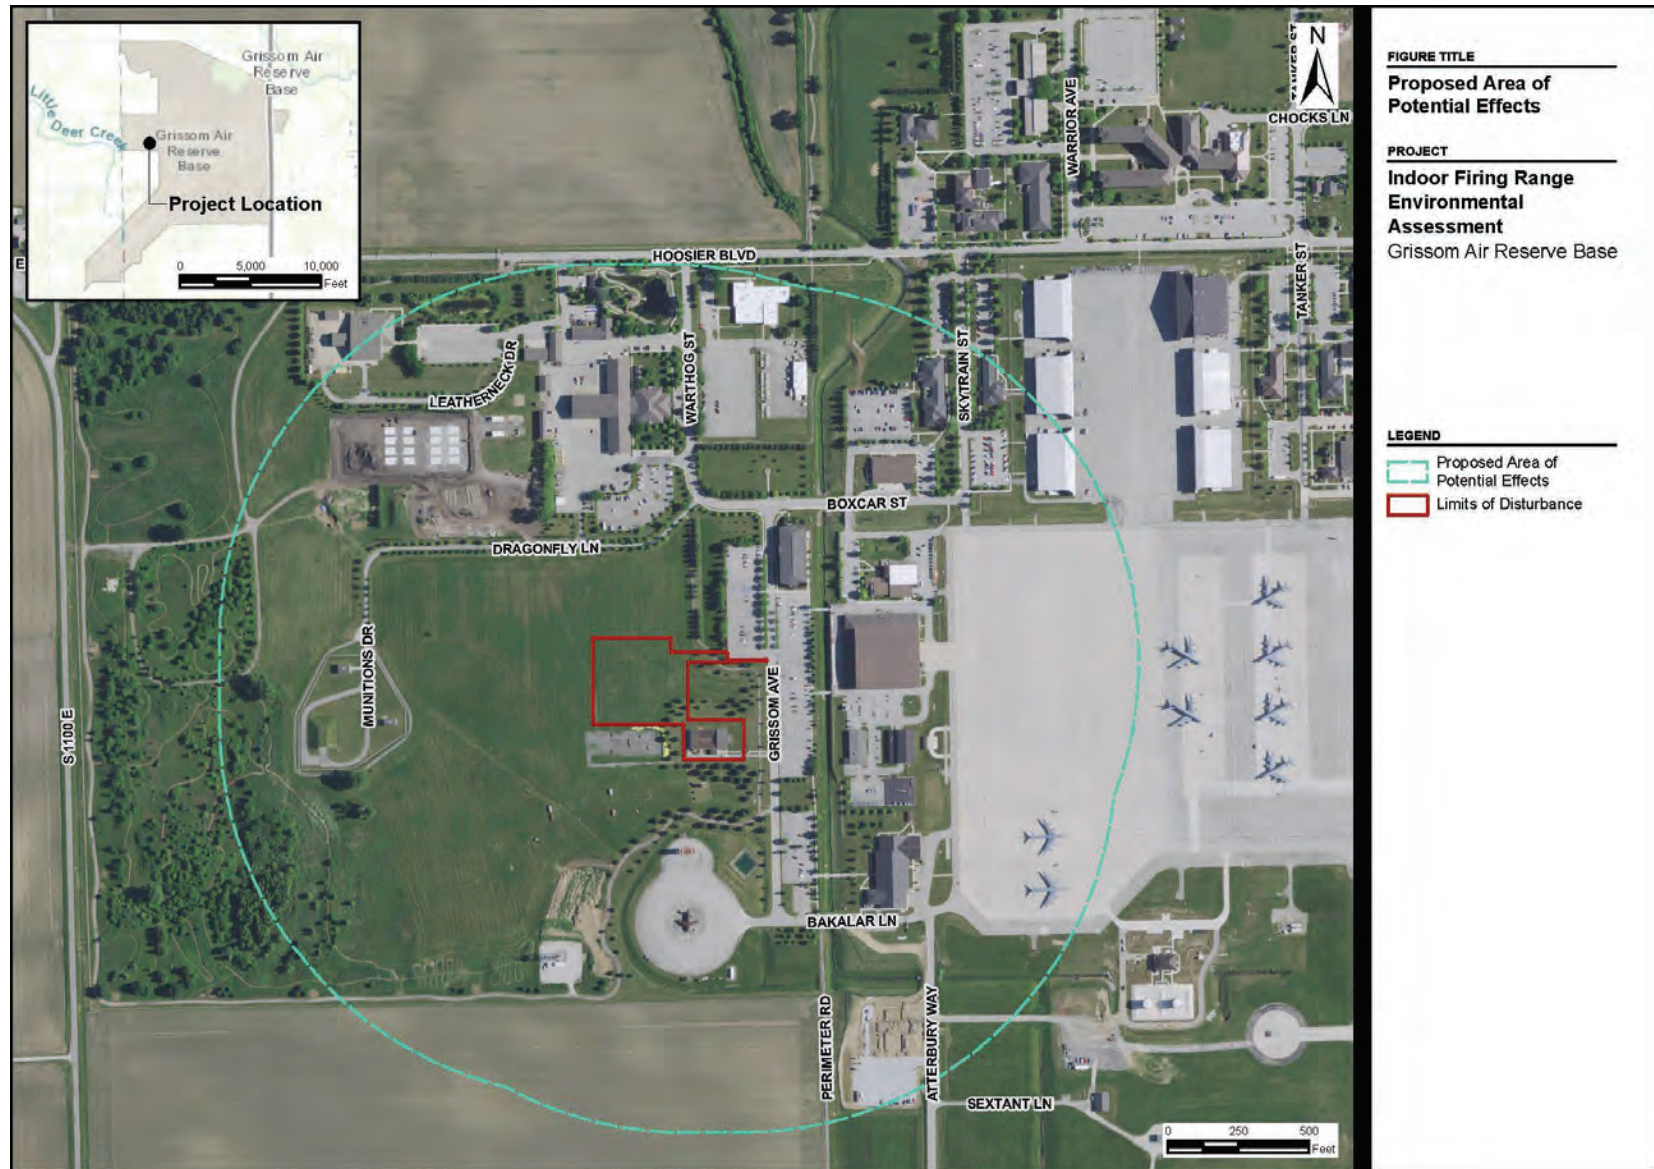 Grissom Air
Reserve
Base
Little Deer Creek
Grissom Air
Reserve
Base
Project Location
0 5,000 10,000
Feet
E
N
TANKER ST
CHOCKS LN
WARRIOR AVE
HOOSIER BLVD
TANKER ST
WARTHOG ST
SKYTRAIN ST
LEATHERNECK DR
BOXCAR ST
DRAGONFLY LN
MUNITIONS DR
GRISSOM AVE
S 1100 E
BAKALAR LN
PERIMETER RD
ATTERBURY WAY
SEXTANT LN
0 250 500
Feet
FIGURE TITLE
Proposed Area of
Potential Effects
PROJECT
Indoor Firing Range
Environmental
Assessment
Grissom Air Reserve Base
LEGEND
Proposed Area of
Potential Effects
Limits of Disturbance